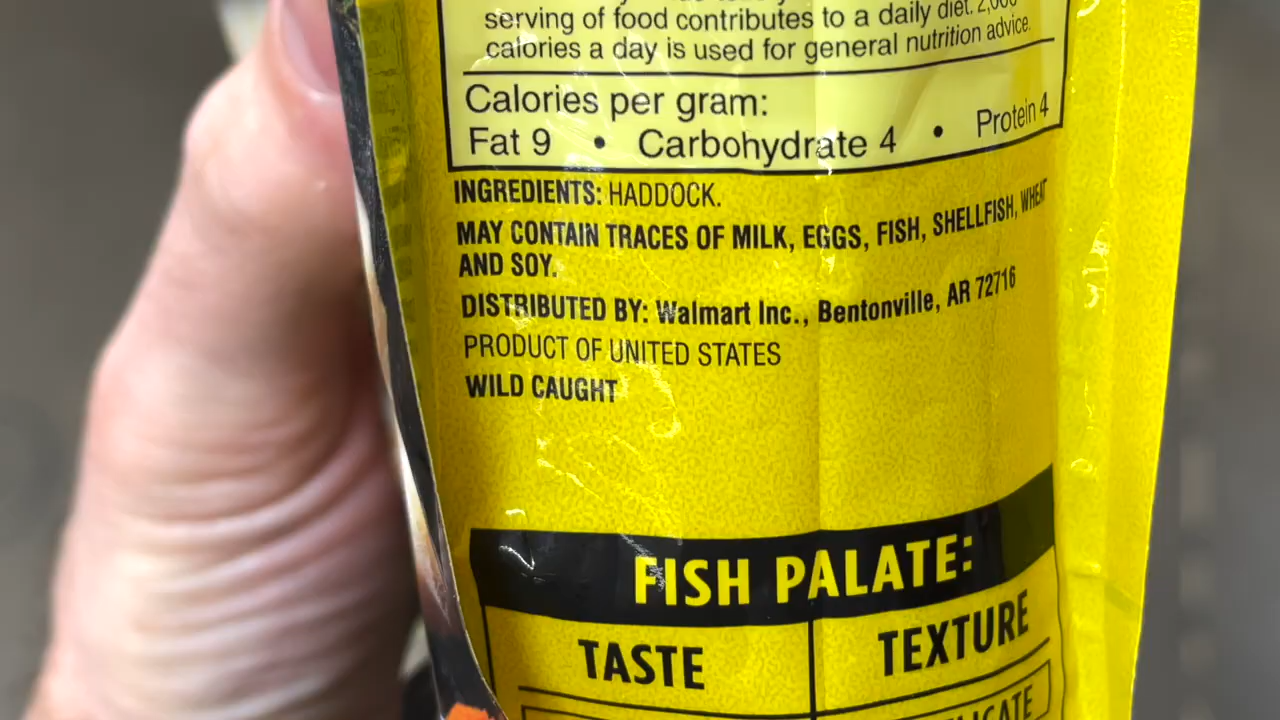 serving of food contributes to a daily diet. 2,000
calories a day is used for general nutrition advice.
Calories per gram:
Fat 9 • Carbohydrate 4 • Protein 4
INGREDIENTS: HADDOCK.
MAY CONTAIN TRACES OF MILK, EGGS, FISH, SHELLFISH, WHEAT
AND SOY.
DISTRIBUTED BY: Walmart Inc., Bentonville, AR 72716
PRODUCT OF UNITED STATES
WILD CAUGHT
FISH PALATE:
TASTE TEXTURE